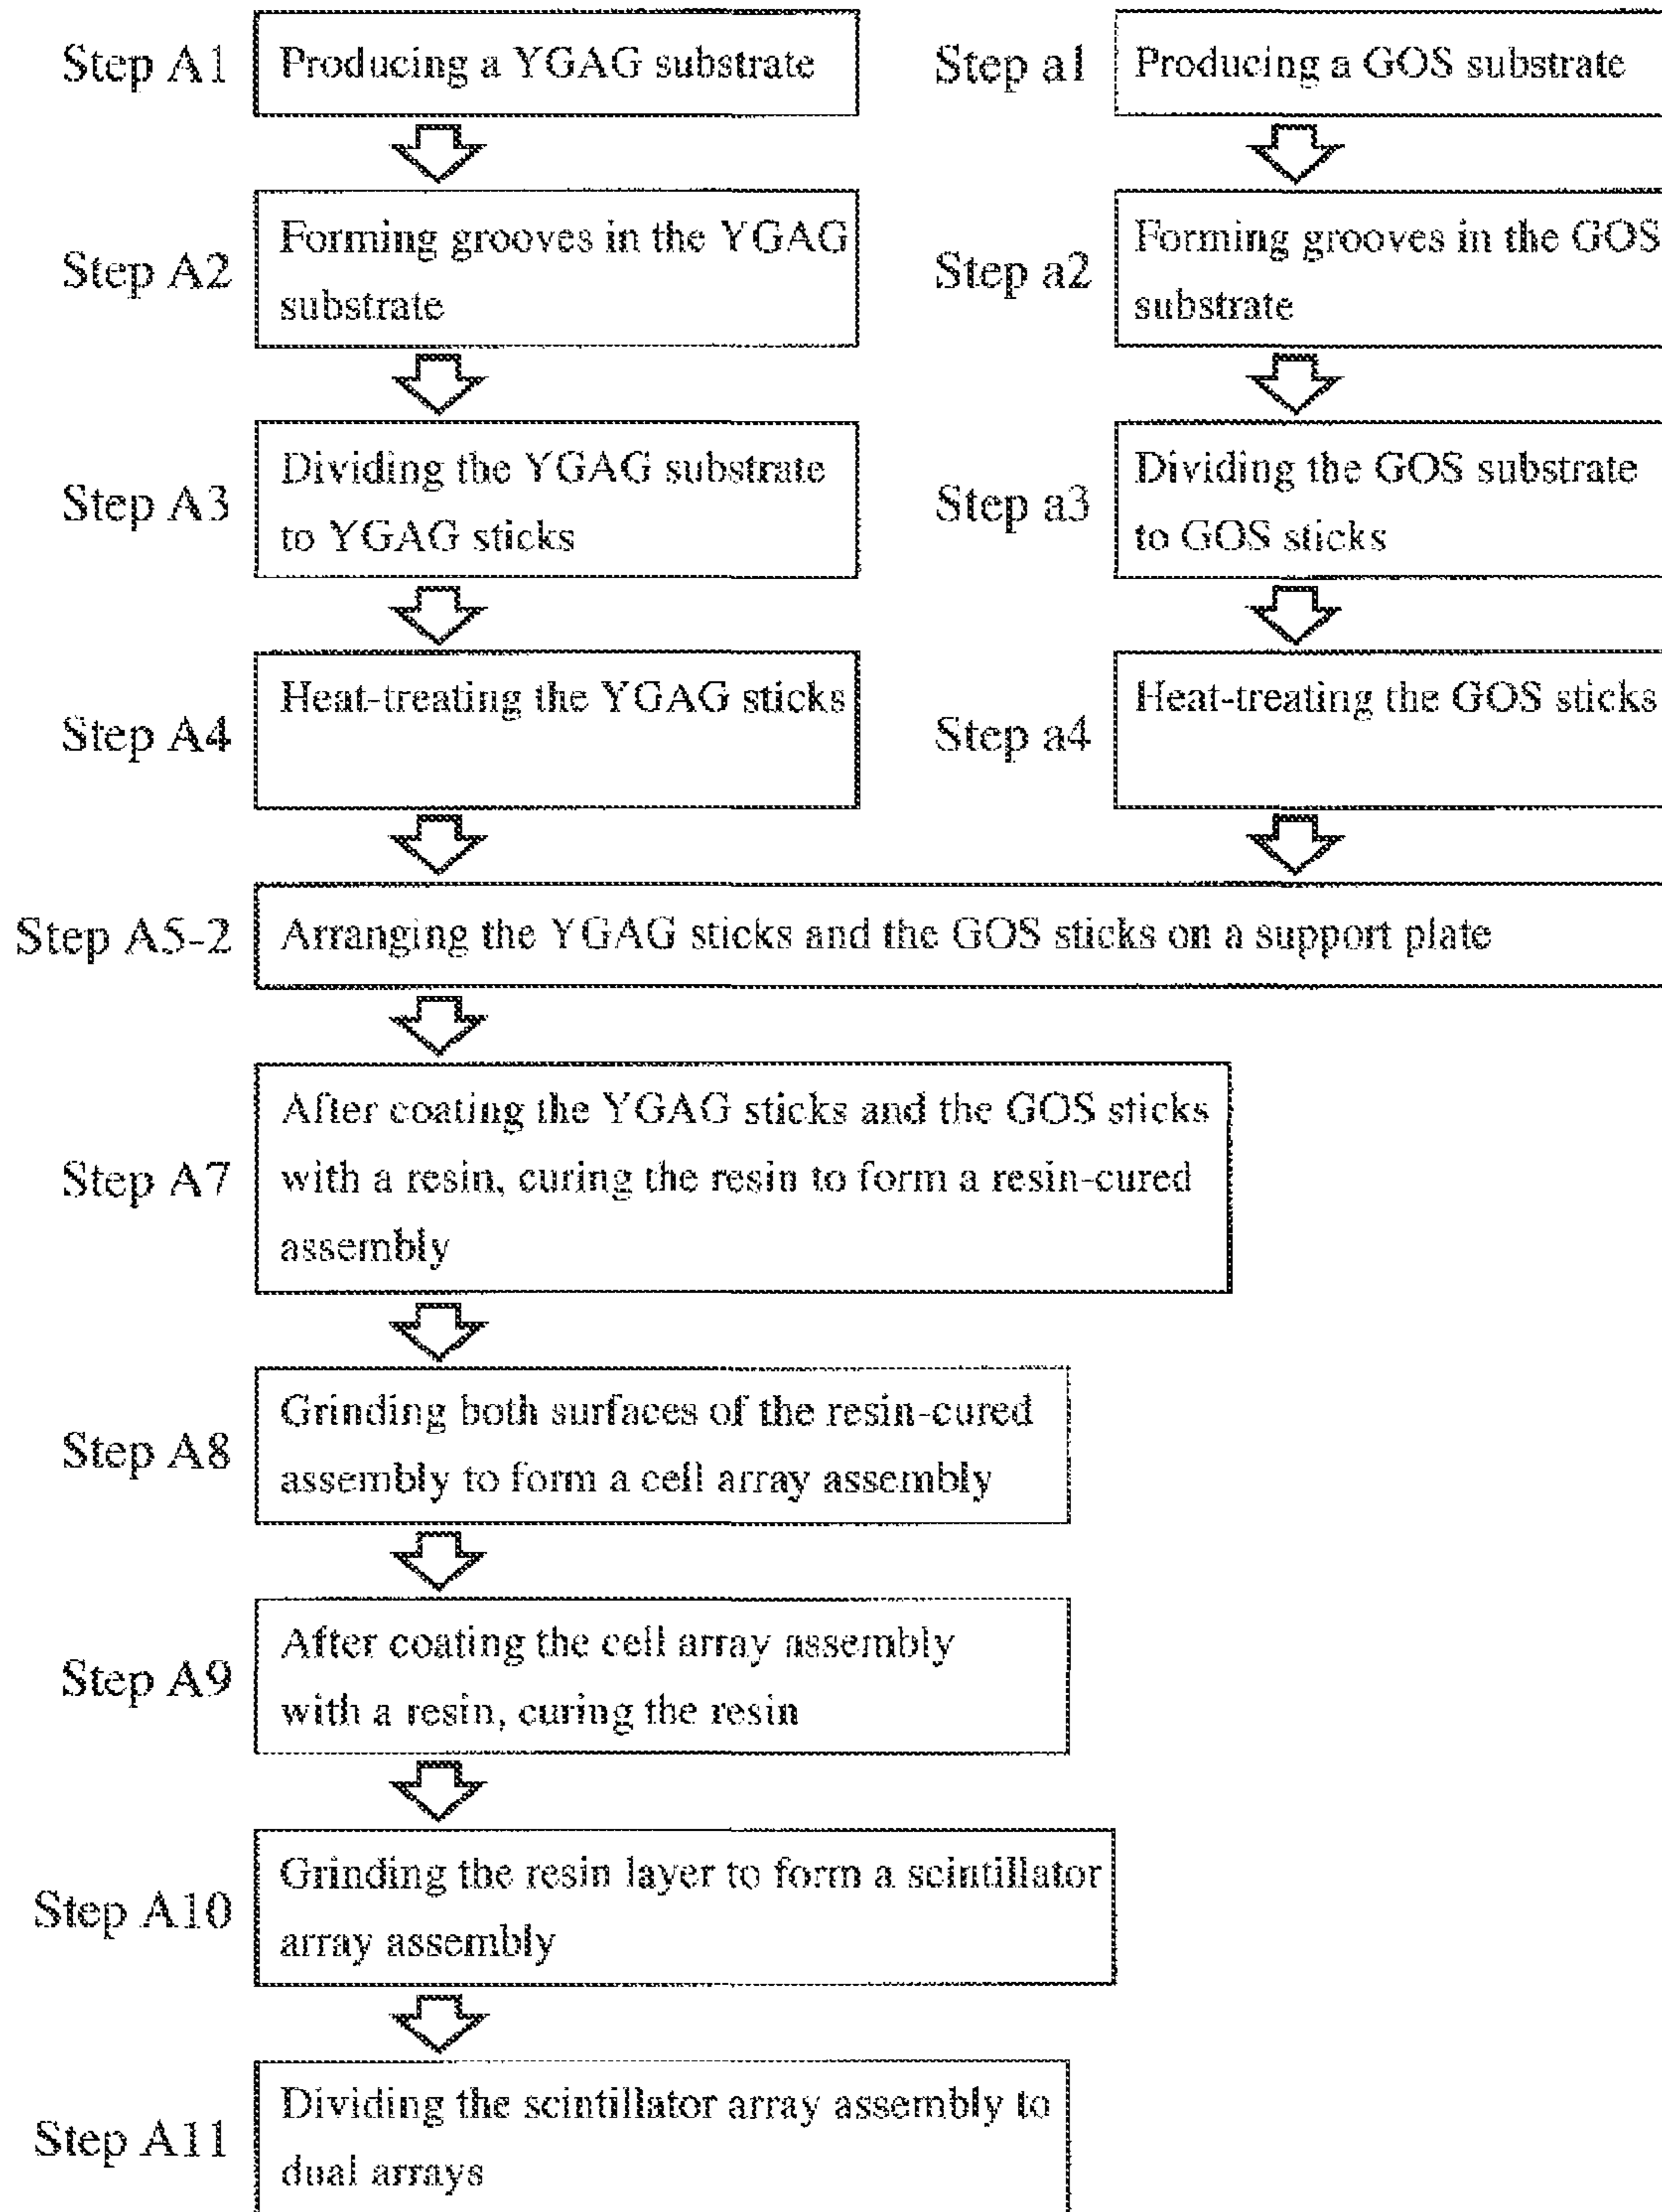 Step A1 Producing a YGAG substrate
Step a1 Producing a GOS substrate
Step A2 Forming grooves in the YGAG
substrate
Step a2 Forming grooves in the GOS
substrate
Step A3 Dividing the YGAG substrate
to YGAG sticks
Step a3 Dividing the GOS substrate
to GOS sticks
Step A4 Heat-treating the YGAG sticks
Step a4 Heat-treating the GOS sticks
Step A5-2 Arranging the YGAG sticks and the GOS sticks on a support plate
Step A7 After coating the YGAG sticks and the GOS sticks
with a resin, curing the resin to form a resin-cured
assembly
Step A8 Grinding both surfaces of the resin-cured
assembly to form a cell array assembly
Step A9 After coating the cell array assembly
with a resin, curing the resin
Step A10 Grinding the resin layer to form a scintillator
array assembly
Step A11 Dividing the scintillator array assembly to
dual arrays